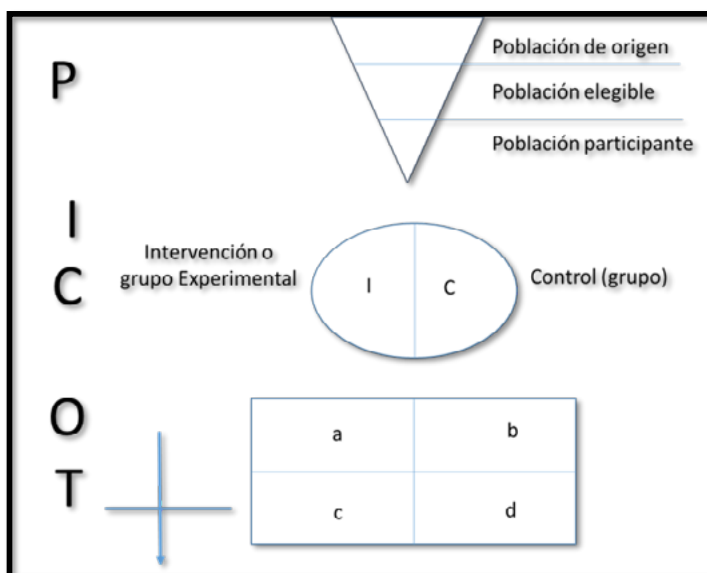 P
Población de origen
Población elegible
Población participante
I
C
Intervención o
grupo Experimental
I
C
Control (grupo)
O
T
a
b
c
d